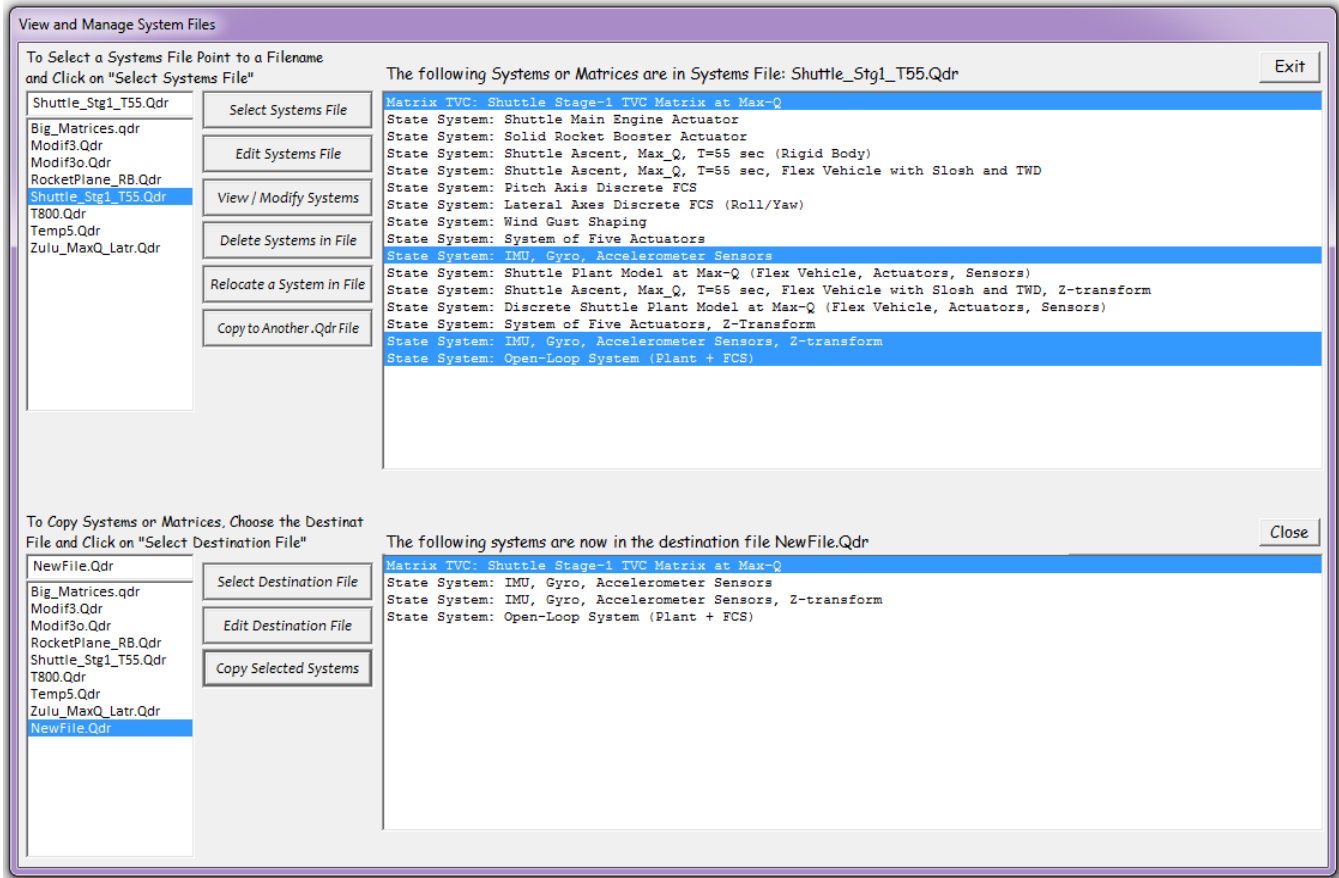 View and Manage System Files
To Select a Systems File Point to a Filename
and Click on "Select Systems File"
Shuttle_Stg1_T55.Qdr
Big_Matrices.qdr
Modif3.Qdr
Modif3o.Qdr
RocketPlane_RB.Qdr
Shuttle_Stg1_T55.Qdr
T800.Qdr
Temp5.Qdr
Zulu_MaxQ_Latr.Qdr
Select Systems File
Edit Systems File
View / Modify Systems
Delete Systems in File
Relocate a System in File
Copy to Another .Qdr File
The following Systems or Matrices are in Systems File: Shuttle_Stg1_T55.Qdr
Exit
Matrix TVC: Shuttle Stage-1 TVC Matrix at Max-Q
State System: Shuttle Main Engine Actuator
State System: Solid Rocket Booster Actuator
State System: Shuttle Ascent, Max_Q, T=55 sec (Rigid Body)
State System: Shuttle Ascent, Max_Q, T=55 sec, Flex Vehicle with Slosh and TWD
State System: Pitch Axis Discrete FCS
State System: Lateral Axes Discrete FCS (Roll/Yaw)
State System: Wind Gust Shaping
State System: System of Five Actuators
State System: IMU, Gyro, Accelerometer Sensors
State System: Shuttle Plant Model at Max-Q (Flex Vehicle, Actuators, Sensors)
State System: Shuttle Ascent, Max_Q, T=55 sec, Flex Vehicle with Slosh and TWD, Z-transform
State System: Discrete Shuttle Plant Model at Max-Q (Flex Vehicle, Actuators, Sensors)
State System: System of Five Actuators, Z-Transform
State System: IMU, Gyro, Accelerometer Sensors, Z-transform
State System: Open-Loop System (Plant + FCS)
To Copy Systems or Matrices, Choose the Destinat
File and Click on "Select Destination File"
NewFile.Qdr
Big_Matrices.qdr
Modif3.Qdr
Modif3o.Qdr
RocketPlane_RB.Qdr
Shuttle_Stg1_T55.Qdr
T800.Qdr
Temp5.Qdr
Zulu_MaxQ_Latr.Qdr
NewFile.Qdr
Select Destination File
Edit Destination File
Copy Selected Systems
The following systems are now in the destination file NewFile.Qdr
Close
Matrix TVC: Shuttle Stage-1 TVC Matrix at Max-Q
State System: IMU, Gyro, Accelerometer Sensors
State System: IMU, Gyro, Accelerometer Sensors, Z-transform
State System: Open-Loop System (Plant + FCS)